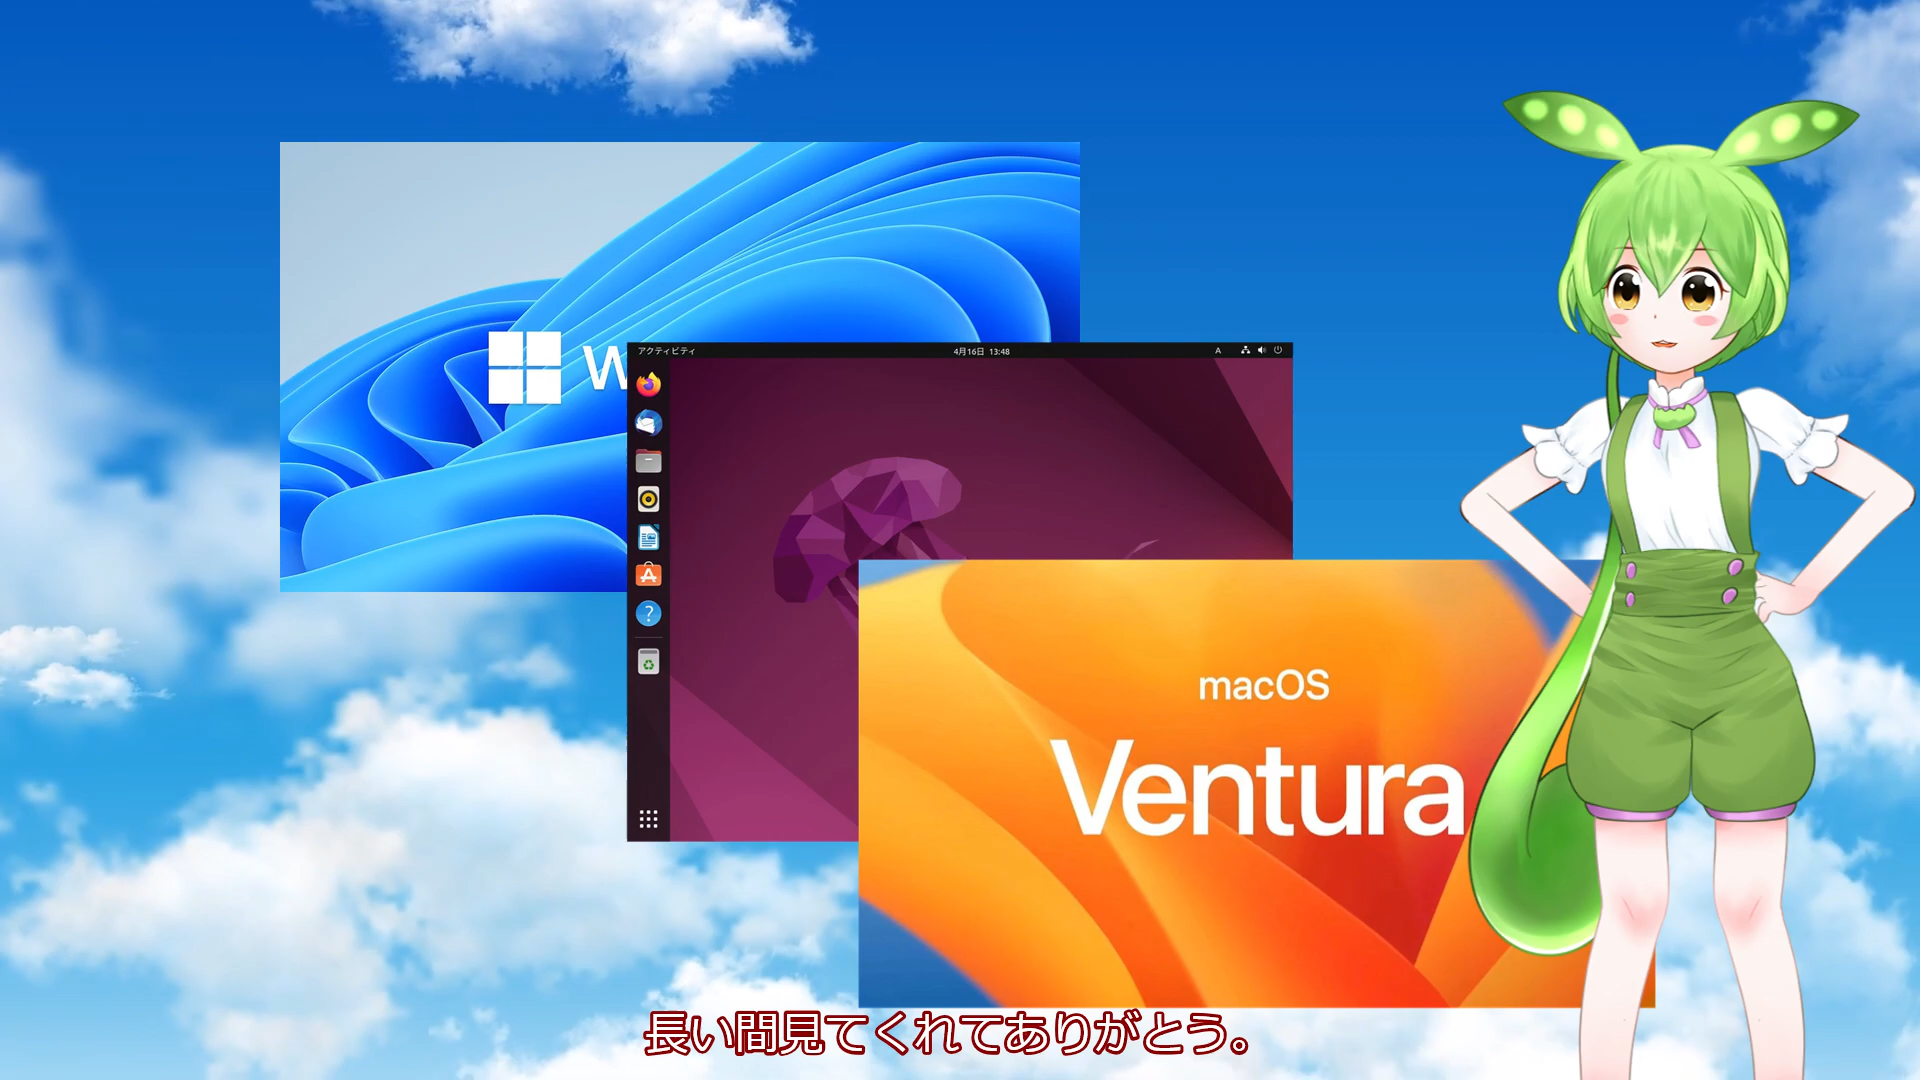 W
アクティビティ
4月16日 13:48
A
macOS
Ventura
長い間見てくれてありがとう。